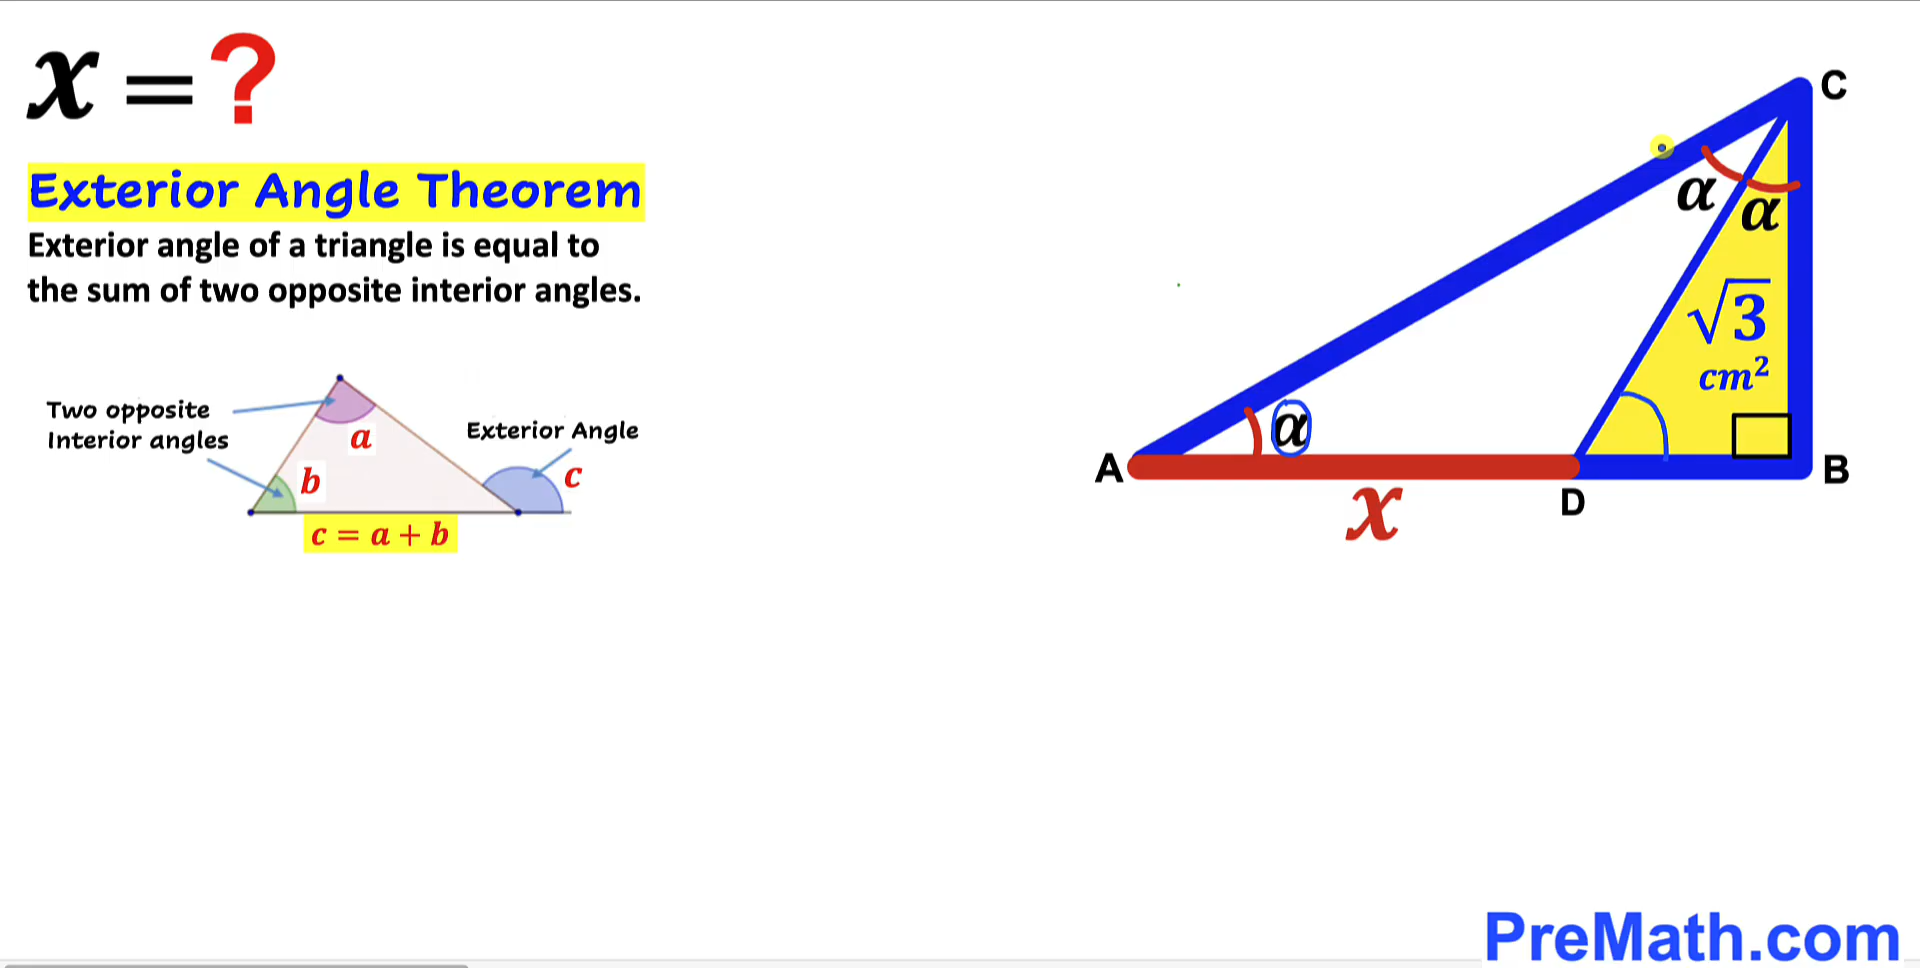 x = ?
Exterior Angle Theorem
Exterior angle of a triangle is equal to
the sum of two opposite interior angles.
Two opposite
Interior angles
a
b
Exterior Angle
c
c = a + b
C
α
α
√3
cm²
α
A
B
D
x
PreMath.com